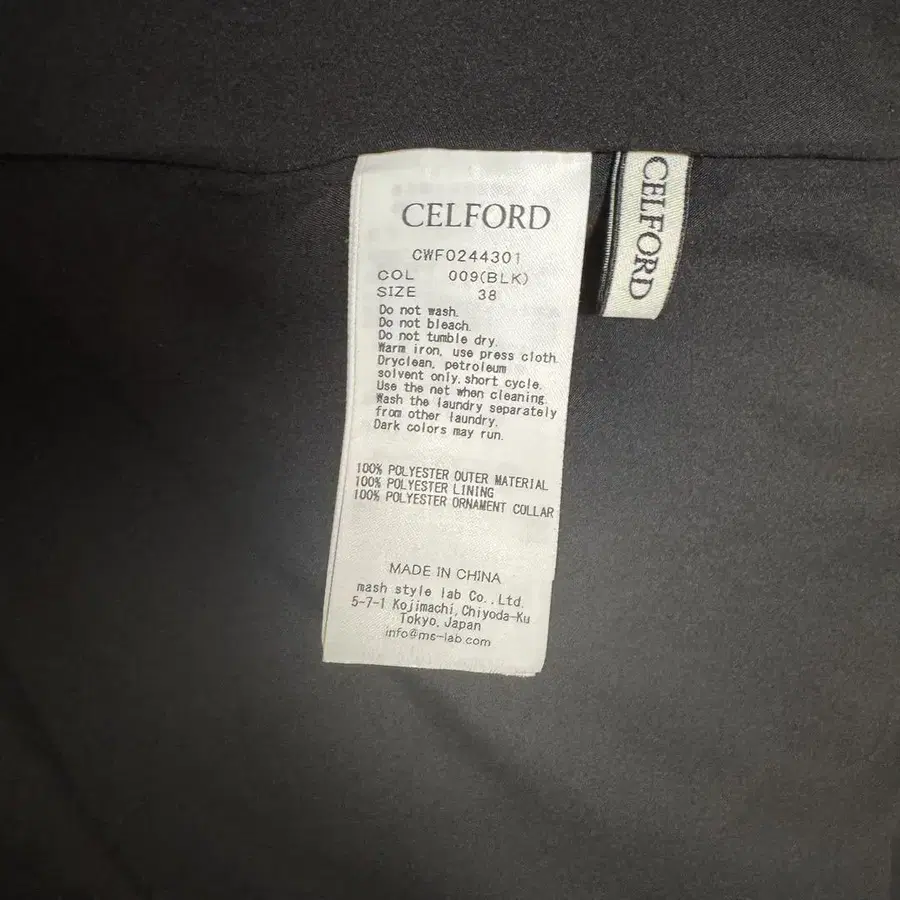 CELFORD
CWF0244301
COL 009(BLK)
SIZE 38
Do not wash.
Do not bleach.
Do not tumble dry.
Warm iron, use press cloth.
Dryclean, petroleum
solvent only, short cycle.
Use the net when cleaning.
Wash the laundry separately
from other laundry.
Dark colors may run.
100% POLYESTER OUTER MATERIAL
100% POLYESTER LINING
100% POLYESTER ORNAMENT COLLAR
MADE IN CHINA
mash style lab Co., Ltd.
5-7-1 Kojimachi, Chiyoda-Ku
Tokyo, Japan
info@ms-lab.com
CELFORD